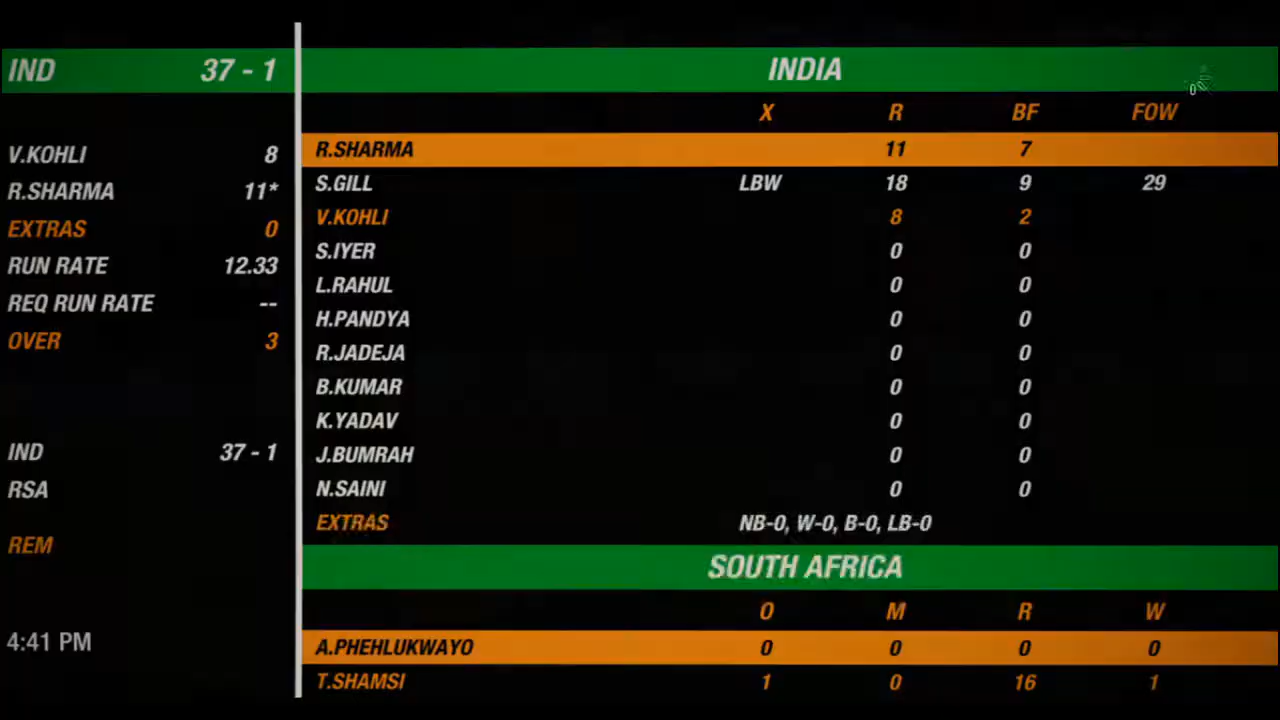 IND 37 - 1
V.KOHLI 8
R.SHARMA 11*
EXTRAS 0
RUN RATE 12.33
REQ RUN RATE --
OVER 3
IND 37 - 1
RSA
REM
4:41 PM
INDIA
X R BF FOW
R.SHARMA 11 7
S.GILL LBW 18 9 29
V.KOHLI 8 2
S.IYER 0 0
L.RAHUL 0 0
H.PANDYA 0 0
R.JADEJA 0 0
B.KUMAR 0 0
K.YADAV 0 0
J.BUMRAH 0 0
N.SAINI 0 0
EXTRAS NB-0, W-0, B-0, LB-0
SOUTH AFRICA
O M R W
A.PHEHLUKWAYO 0 0 0 0
T.SHAMSI 1 0 16 1